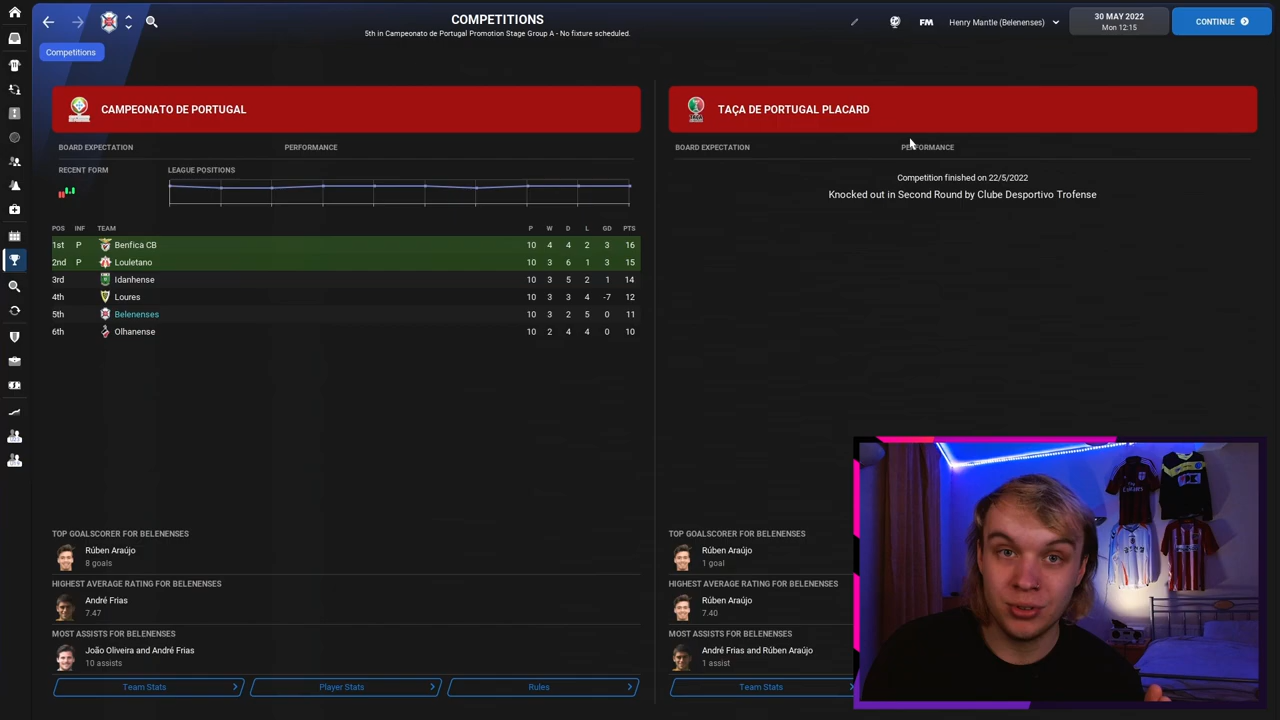 COMPETITIONS
5th in Campeonato de Portugal Promotion Stage Group A - No fixture scheduled.
FM
Henry Mantle (Belenenses)
30 MAY 2022
Mon 12:15
CONTINUE
Competitions
CAMPEONATO DE PORTUGAL
BOARD EXPECTATION PERFORMANCE
RECENT FORM LEAGUE POSITIONS
POS INF TEAM P W D L GD PTS
1st P Benfica CB 10 4 4 2 3 16
2nd P Louletano 10 3 6 1 3 15
3rd Idanhense 10 3 5 2 1 14
4th Loures 10 3 3 4 -7 12
5th Belenenses 10 3 2 5 0 11
6th Olhanense 10 2 4 4 0 10
TOP GOALSCORER FOR BELENENSES
Rúben Araújo
8 goals
HIGHEST AVERAGE RATING FOR BELENENSES
André Frias
7.47
MOST ASSISTS FOR BELENENSES
João Oliveira and André Frias
10 assists
Team Stats
Player Stats
Rules
TAÇA DE PORTUGAL PLACARD
BOARD EXPECTATION PERFORMANCE
Competition finished on 22/5/2022
Knocked out in Second Round by Clube Desportivo Trofense
TOP GOALSCORER FOR BELENENSES
Rúben Araújo
1 goal
HIGHEST AVERAGE RATING FOR BELENENSES
Rúben Araújo
7.40
MOST ASSISTS FOR BELENENSES
André Frias and Rúben Araújo
1 assist
Team Stats